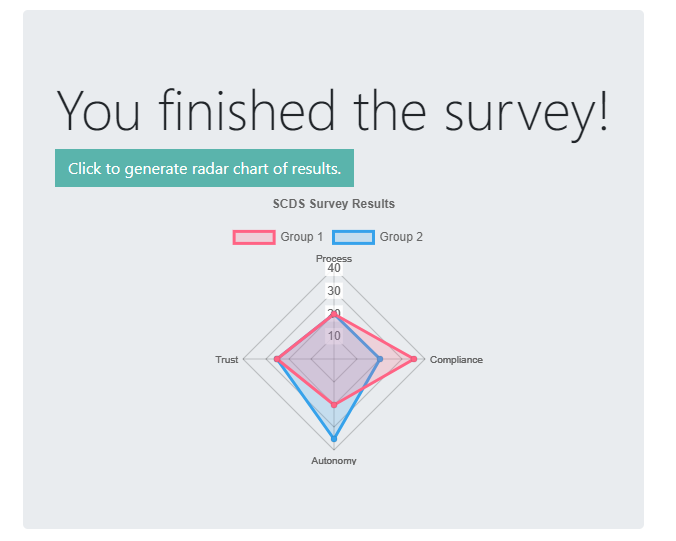 You finished the survey!
Click to generate radar chart of results.
SCDS Survey Results
Group 1 Group 2
Process
40
30
20
10
Trust
Compliance
Autonomy